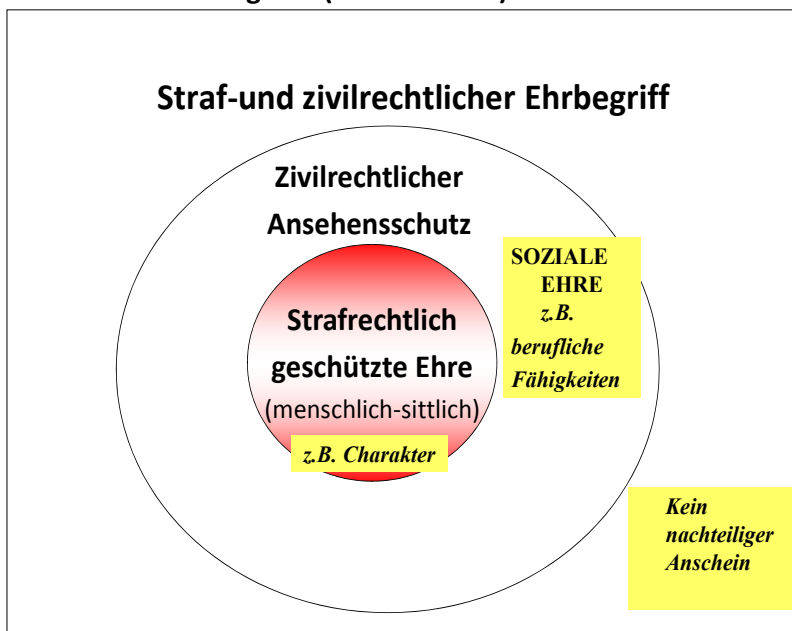 Straf-und zivilrechtlicher Ehrbegriff
Zivilrechtlicher
Ansehensschutz
SOZIALE
EHRE
z.B.
berufliche
Fähigkeiten
Strafrechtlich
geschützte Ehre
(menschlich-sittlich)
z.B. Charakter
Kein
nachteiliger
Anschein